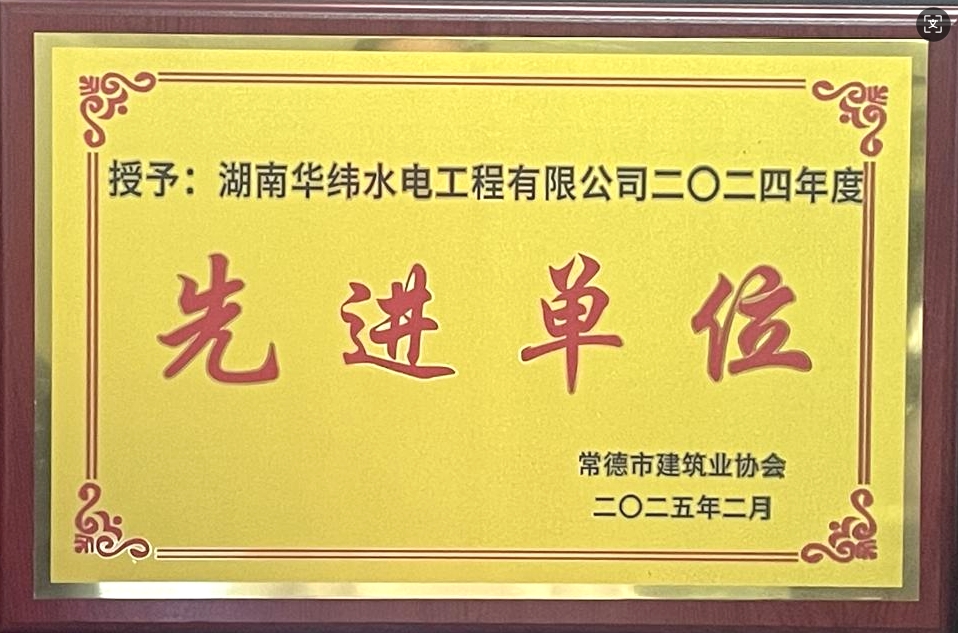 授予：湖南华纬水电工程有限公司二〇二四年度
先进单位
常德市建筑业协会
二〇二五年二月